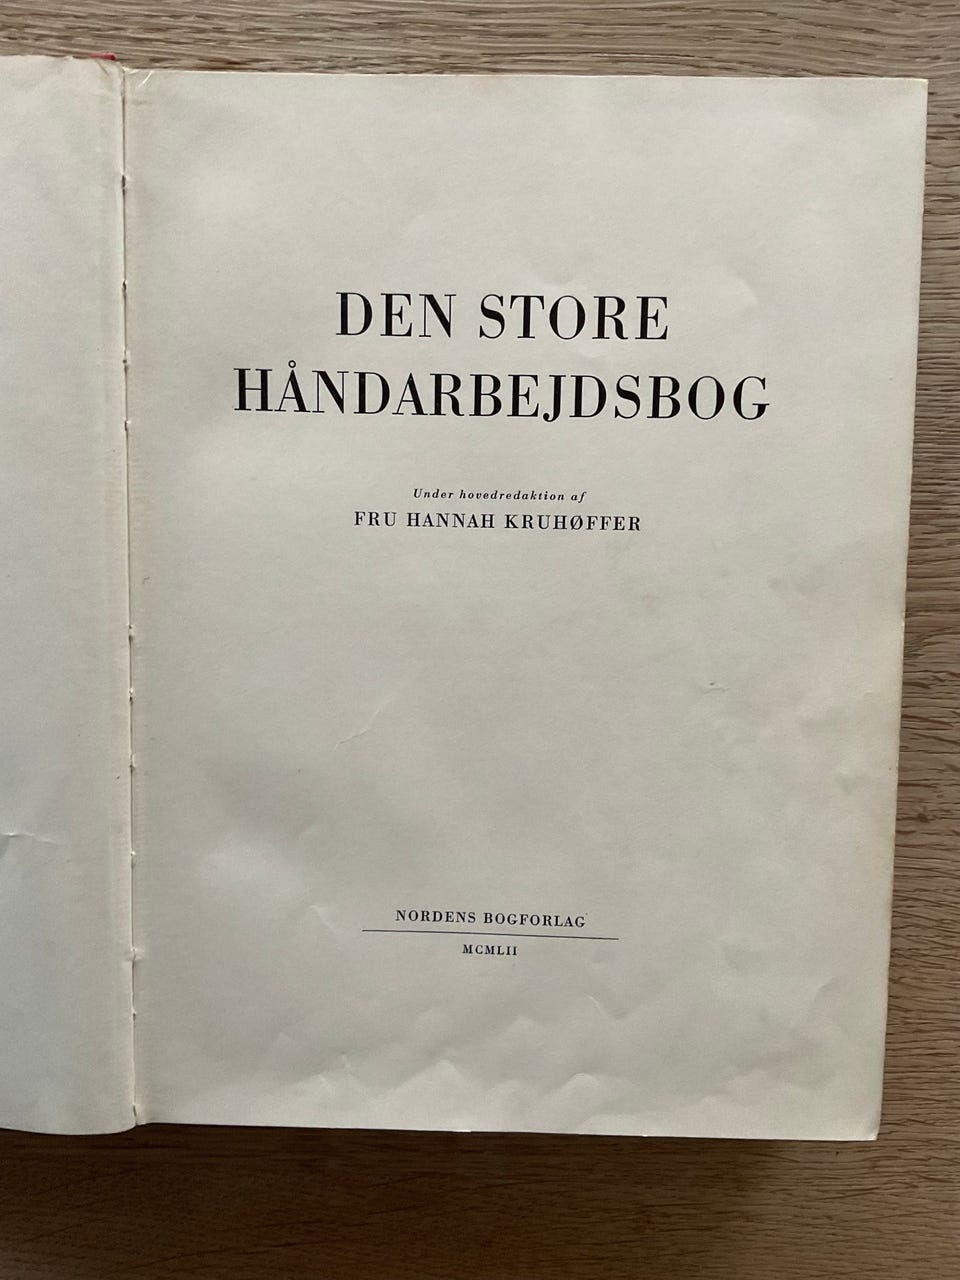 DEN STORE
HÅNDARBEJDSBOG
Under hovedredaktion af
FRU HANNAH KRUHØFFER
NORDENS BOGFORLAG
MCMLII